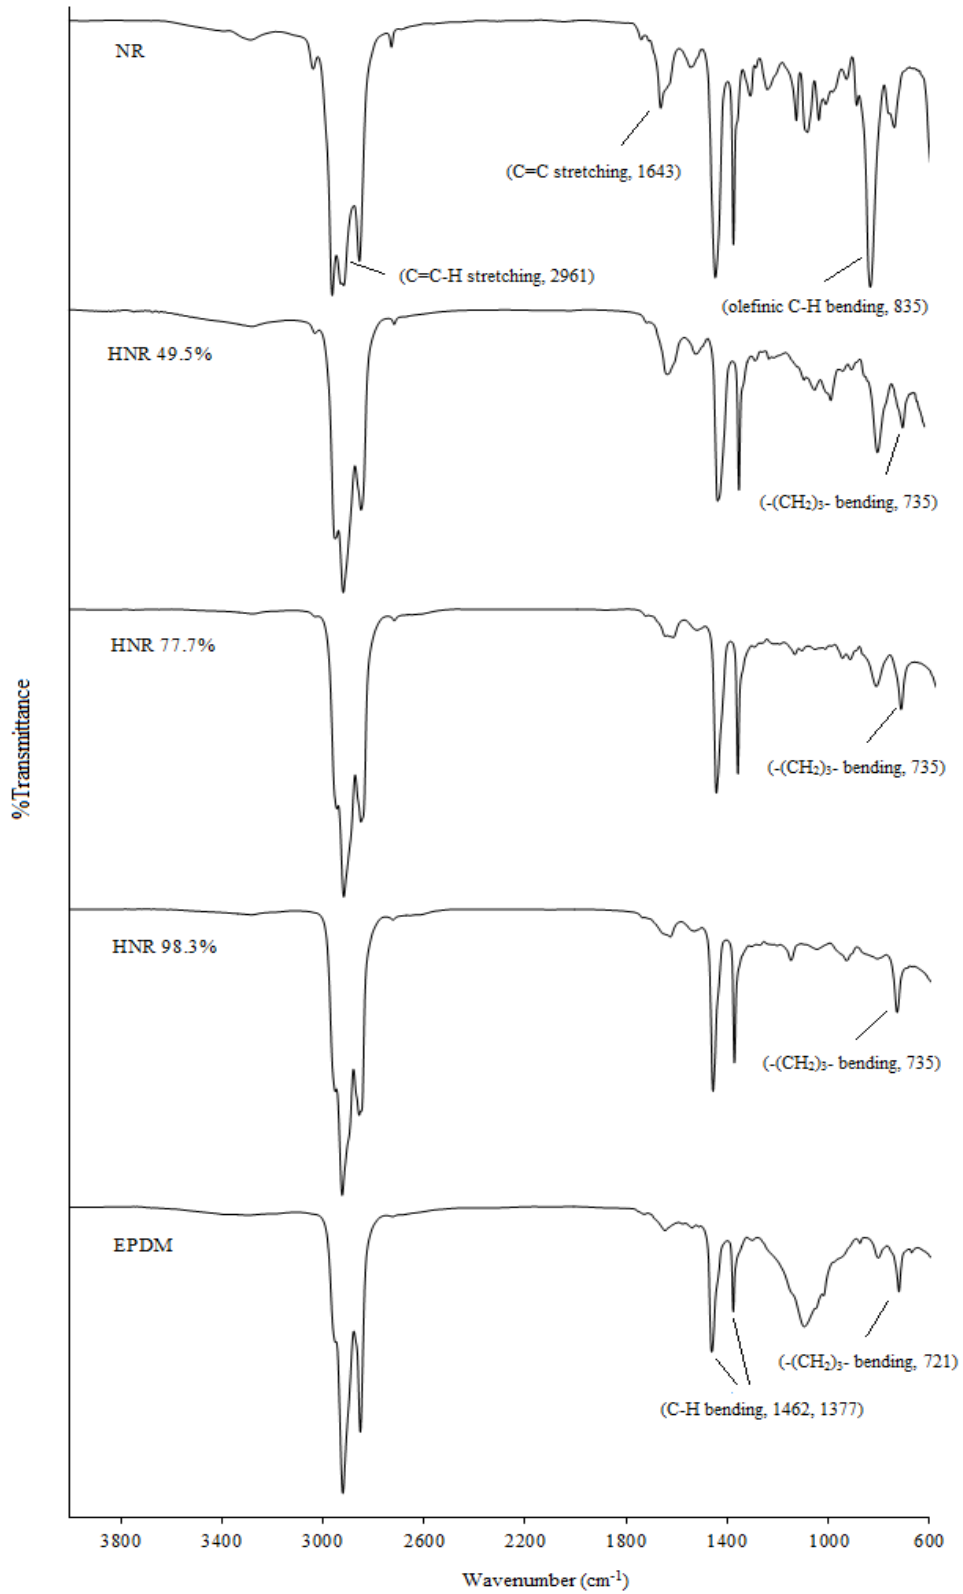 NR
(C=C stretching, 1643)
(C=C-H stretching, 2961)
(olefinic C-H bending, 835)
HNR 49.5%
(-(CH₂)₃- bending, 735)
HNR 77.7%
(-(CH₂)₃- bending, 735)
%Transmittance
HNR 98.3%
(-(CH₂)₃- bending, 735)
EPDM
(-(CH₂)₃- bending, 721)
(C-H bending, 1462, 1377)
3800 3400 3000 2600 2200 1800 1400 1000 600
Wavenumber (cm⁻¹)